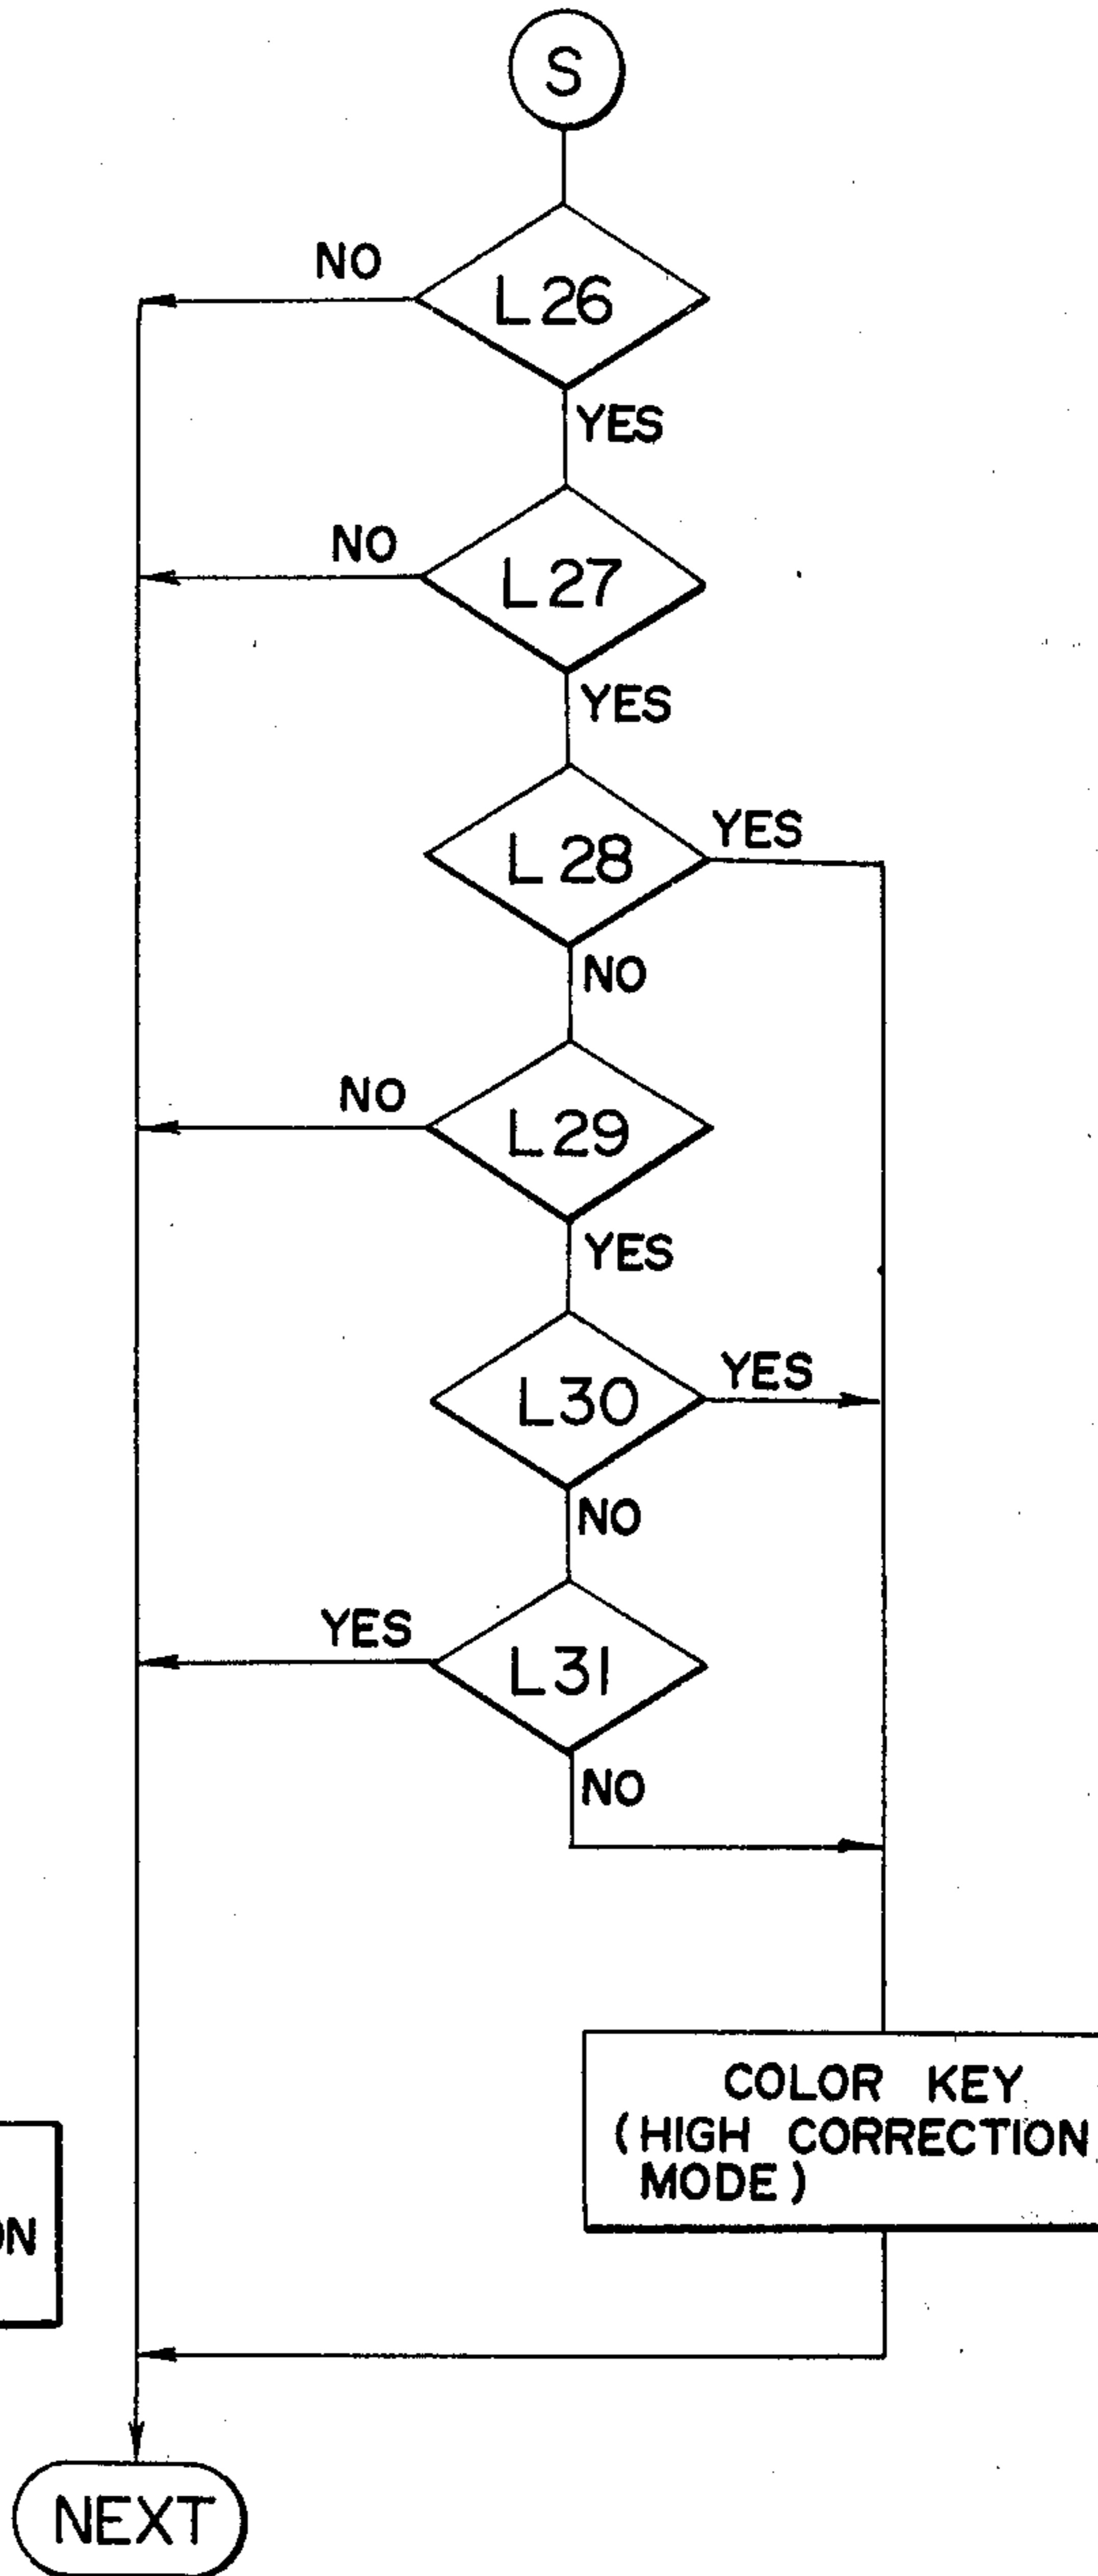 S
NO
L26
YES
NO
L27
YES
L28
YES
NO
NO
L29
YES
L30
YES
NO
YES
L31
NO
COLOR KEY
(HIGH CORRECTION
MODE)
NEXT